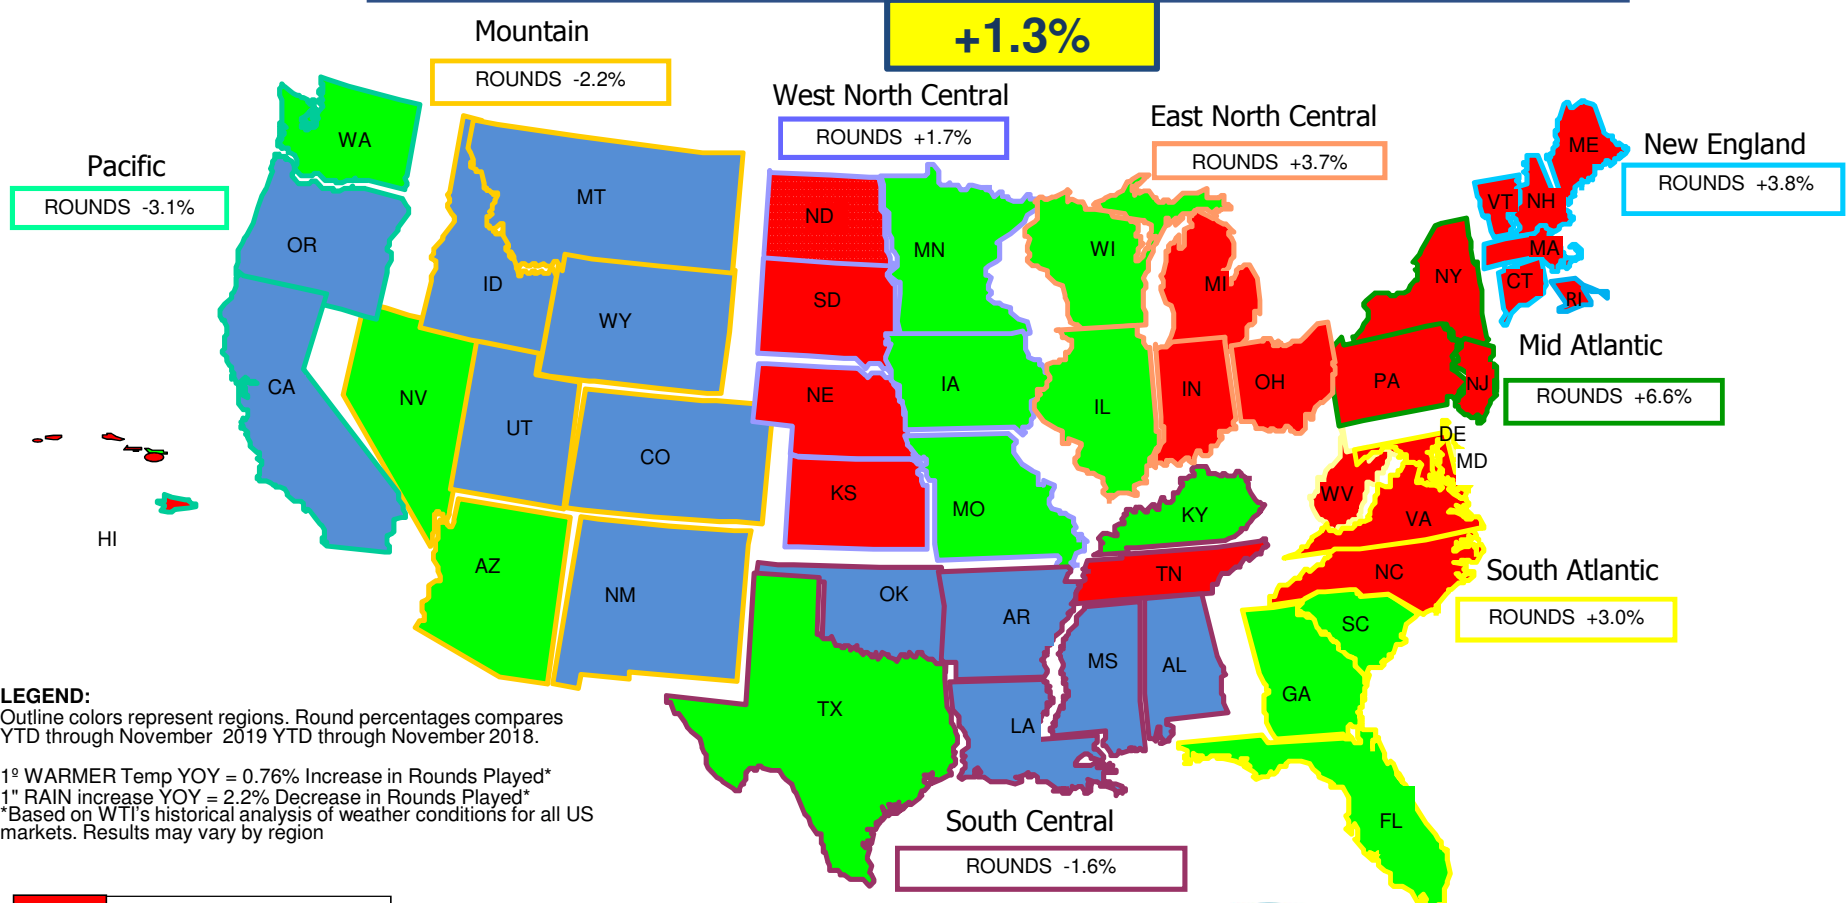 +1.3%
Mountain
ROUNDS -2.2%
West North Central
ROUNDS +1.7%
East North Central
ROUNDS +3.7%
New England
ROUNDS +3.8%
Pacific
ROUNDS -3.1%
Mid Atlantic
ROUNDS +6.6%
South Atlantic
ROUNDS +3.0%
South Central
ROUNDS -1.6%
WA
OR
CA
HI
MT
ID
WY
NV
UT
CO
AZ
NM
ND
SD
NE
KS
MN
IA
MO
WI
MI
IL
IN
OH
ME
VT
NH
MA
CT
RI
NY
PA
NJ
DE
MD
WV
VA
NC
SC
GA
FL
KY
TN
OK
AR
MS
AL
TX
LA
LEGEND:
Outline colors represent regions. Round percentages compares
YTD through November 2019 YTD through November 2018.
1º WARMER Temp YOY = 0.76% Increase in Rounds Played*
1" RAIN increase YOY = 2.2% Decrease in Rounds Played*
*Based on WTI's historical analysis of weather conditions for all US
markets. Results may vary by region